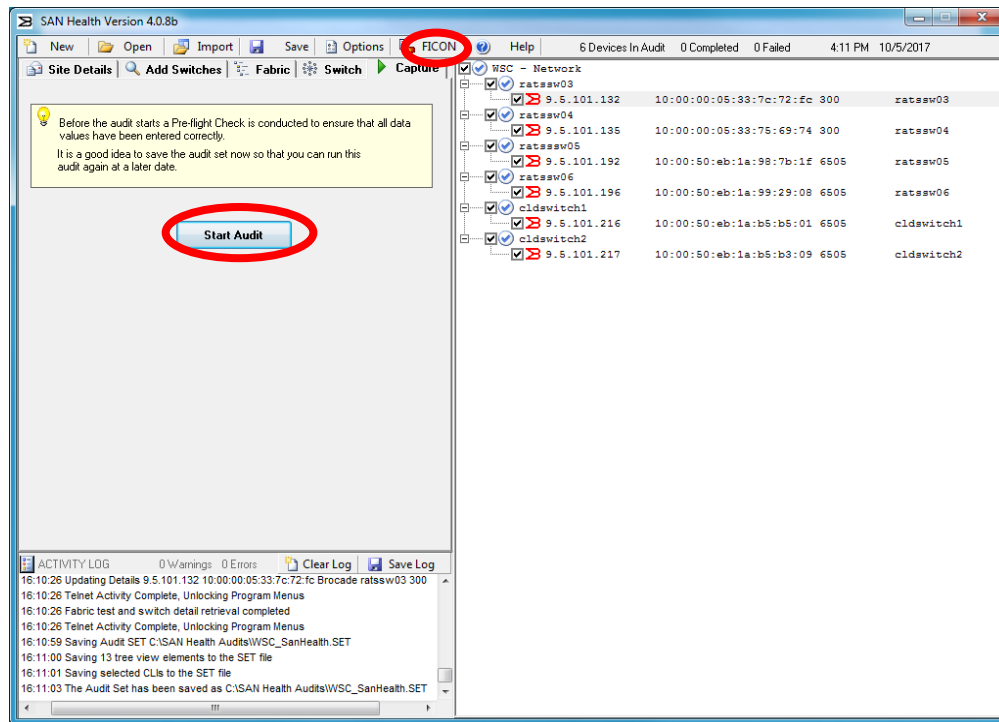 SAN Health Version 4.0.8b
New Open Import Save Options FICON Help 6 Devices In Audit 0 Completed 0 Failed 4:11 PM 10/5/2017
Site Details Add Switches Fabric Switch Capture
Before the audit starts a Pre-flight Check is conducted to ensure that all data
values have been entered correctly.
It is a good idea to save the audit set now so that you can run this
audit again at a later date.
Start Audit
WSC - Network
ratssw03
9.5.101.132 10:00:00:05:33:7c:72:fc 300 ratssw03
ratssw04
9.5.101.135 10:00:00:05:33:75:69:74 300 ratssw04
ratsssw05
9.5.101.192 10:00:50:eb:1a:98:7b:1f 6505 ratssw05
ratssw06
9.5.101.196 10:00:50:eb:1a:99:29:08 6505 ratssw06
cldswitch1
9.5.101.216 10:00:50:eb:1a:b5:b5:01 6505 cldswitch1
cldswitch2
9.5.101.217 10:00:50:eb:1a:b5:b3:09 6505 cldswitch2
ACTIVITY LOG 0 Warnings 0 Errors Clear Log Save Log
16:10:26 Updating Details 9.5.101.132 10:00:00:05:33:7c:72:fc Brocade ratssw03 300
16:10:26 Telnet Activity Complete, Unlocking Program Menus
16:10:26 Fabric test and switch detail retrieval completed
16:10:26 Telnet Activity Complete, Unlocking Program Menus
16:10:59 Saving Audit SET C:\SAN Health Audits\WSC_SanHealth.SET
16:11:00 Saving 13 tree view elements to the SET file
16:11:01 Saving selected CLIs to the SET file
16:11:03 The Audit Set has been saved as C:\SAN Health Audits\WSC_SanHealth.SET